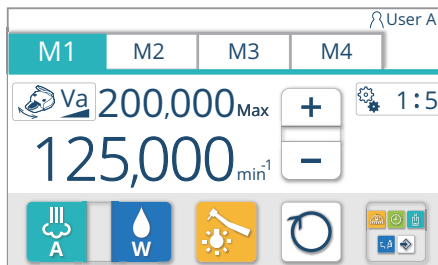 User A
M1 M2 M3 M4
Va 200,000 Max + 1:5
125,000 min-1 −
A W